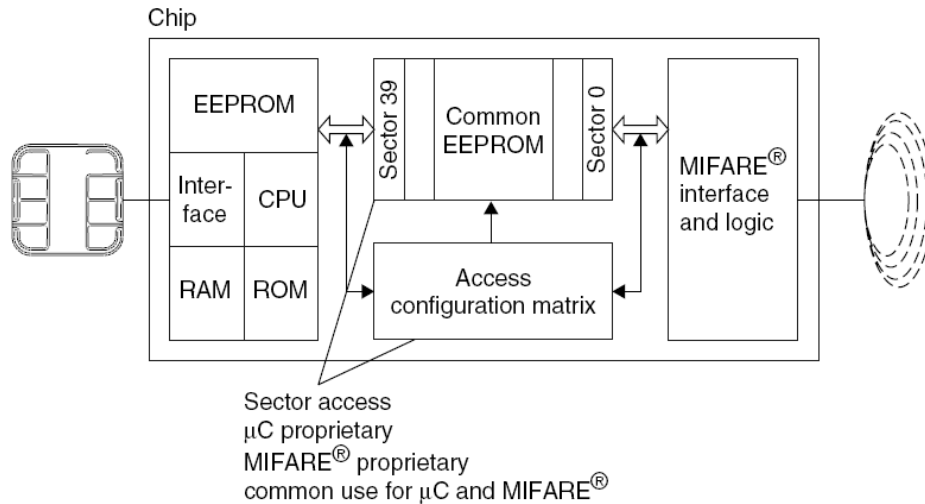 Chip
EEPROM
Inter-
face
CPU
RAM
ROM
Sector 39
Common
EEPROM
Sector 0
Access
configuration matrix
MIFARE®
interface
and logic
Sector access
μC proprietary
MIFARE® proprietary
common use for μC and MIFARE®